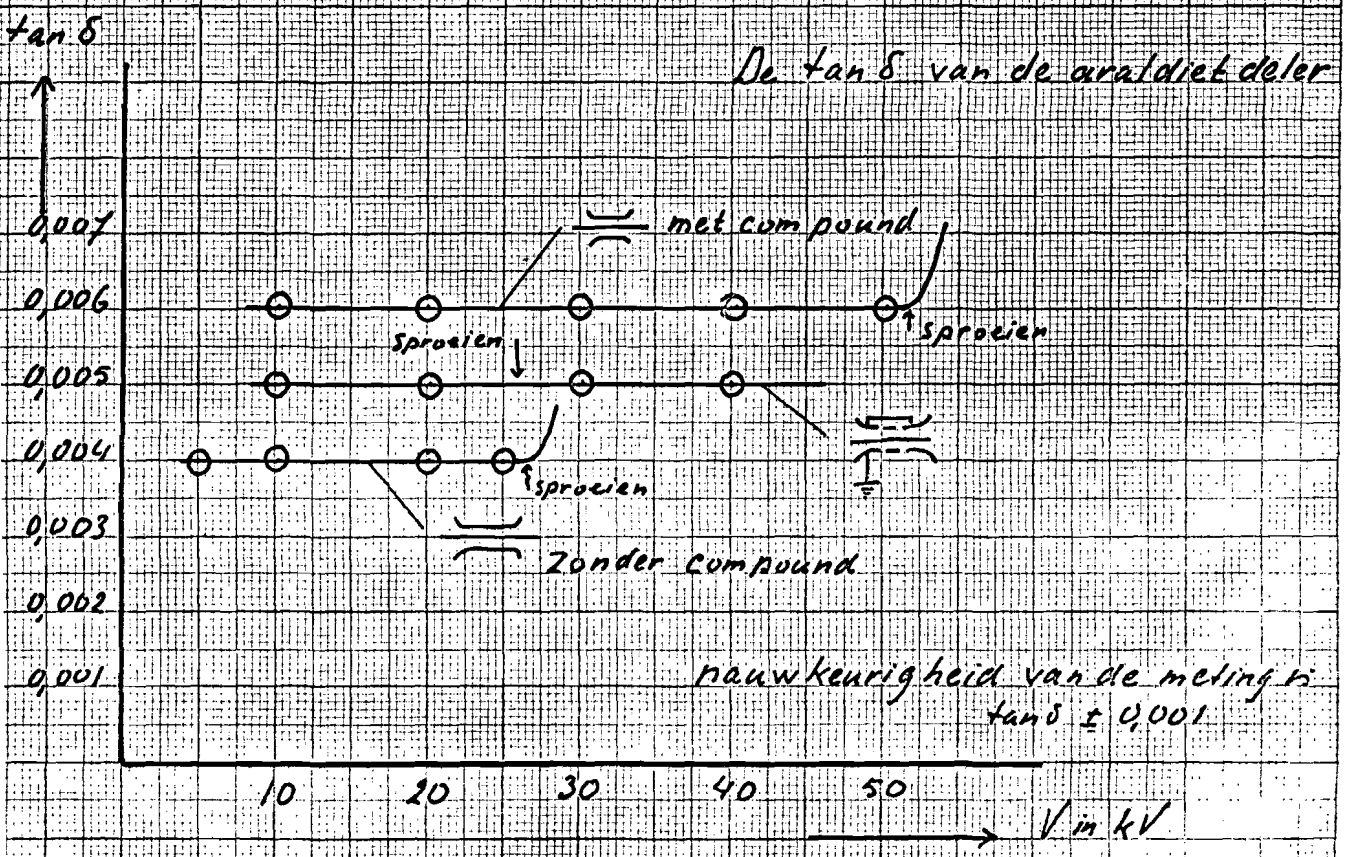 tan δ
De tan δ van de araldiet deler
0,007
met compound
0,006
sproeien
sproeien
0,005
0,004
sproeien
0,003
Zonder compound
0,002
0,001
nauwkeurigheid van de meting is
tan δ ± 0,001
10 20 30 40 50
V in kV